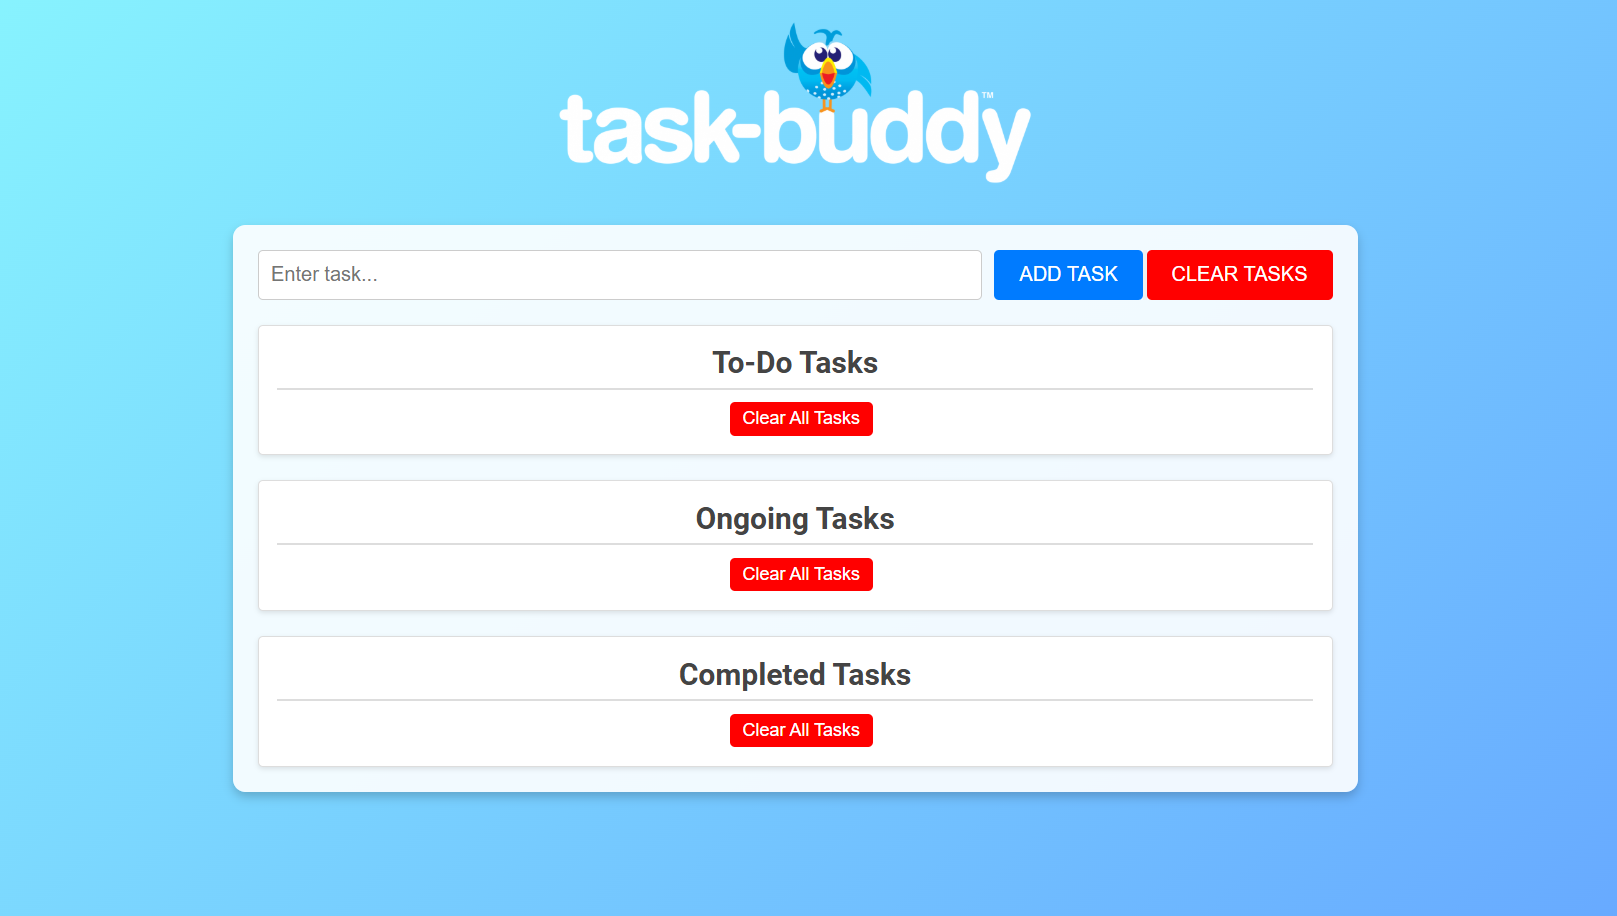 task-buddy™
Enter task...
ADD TASK
CLEAR TASKS
To-Do Tasks
Clear All Tasks
Ongoing Tasks
Clear All Tasks
Completed Tasks
Clear All Tasks